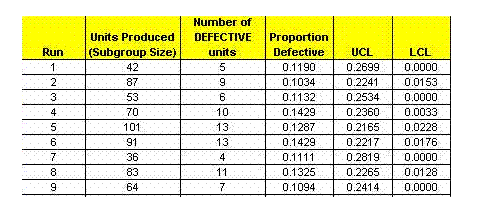 Run Units Produced (Subgroup Size) Number of DEFECTIVE units Proportion Defective UCL LCL
1 42 5 0.1190 0.2699 0.0000
2 87 9 0.1034 0.2241 0.0153
3 53 6 0.1132 0.2534 0.0000
4 70 10 0.1429 0.2360 0.0033
5 101 13 0.1287 0.2165 0.0228
6 91 13 0.1429 0.2217 0.0176
7 36 4 0.1111 0.2819 0.0000
8 83 11 0.1325 0.2265 0.0128
9 64 7 0.1094 0.2414 0.0000